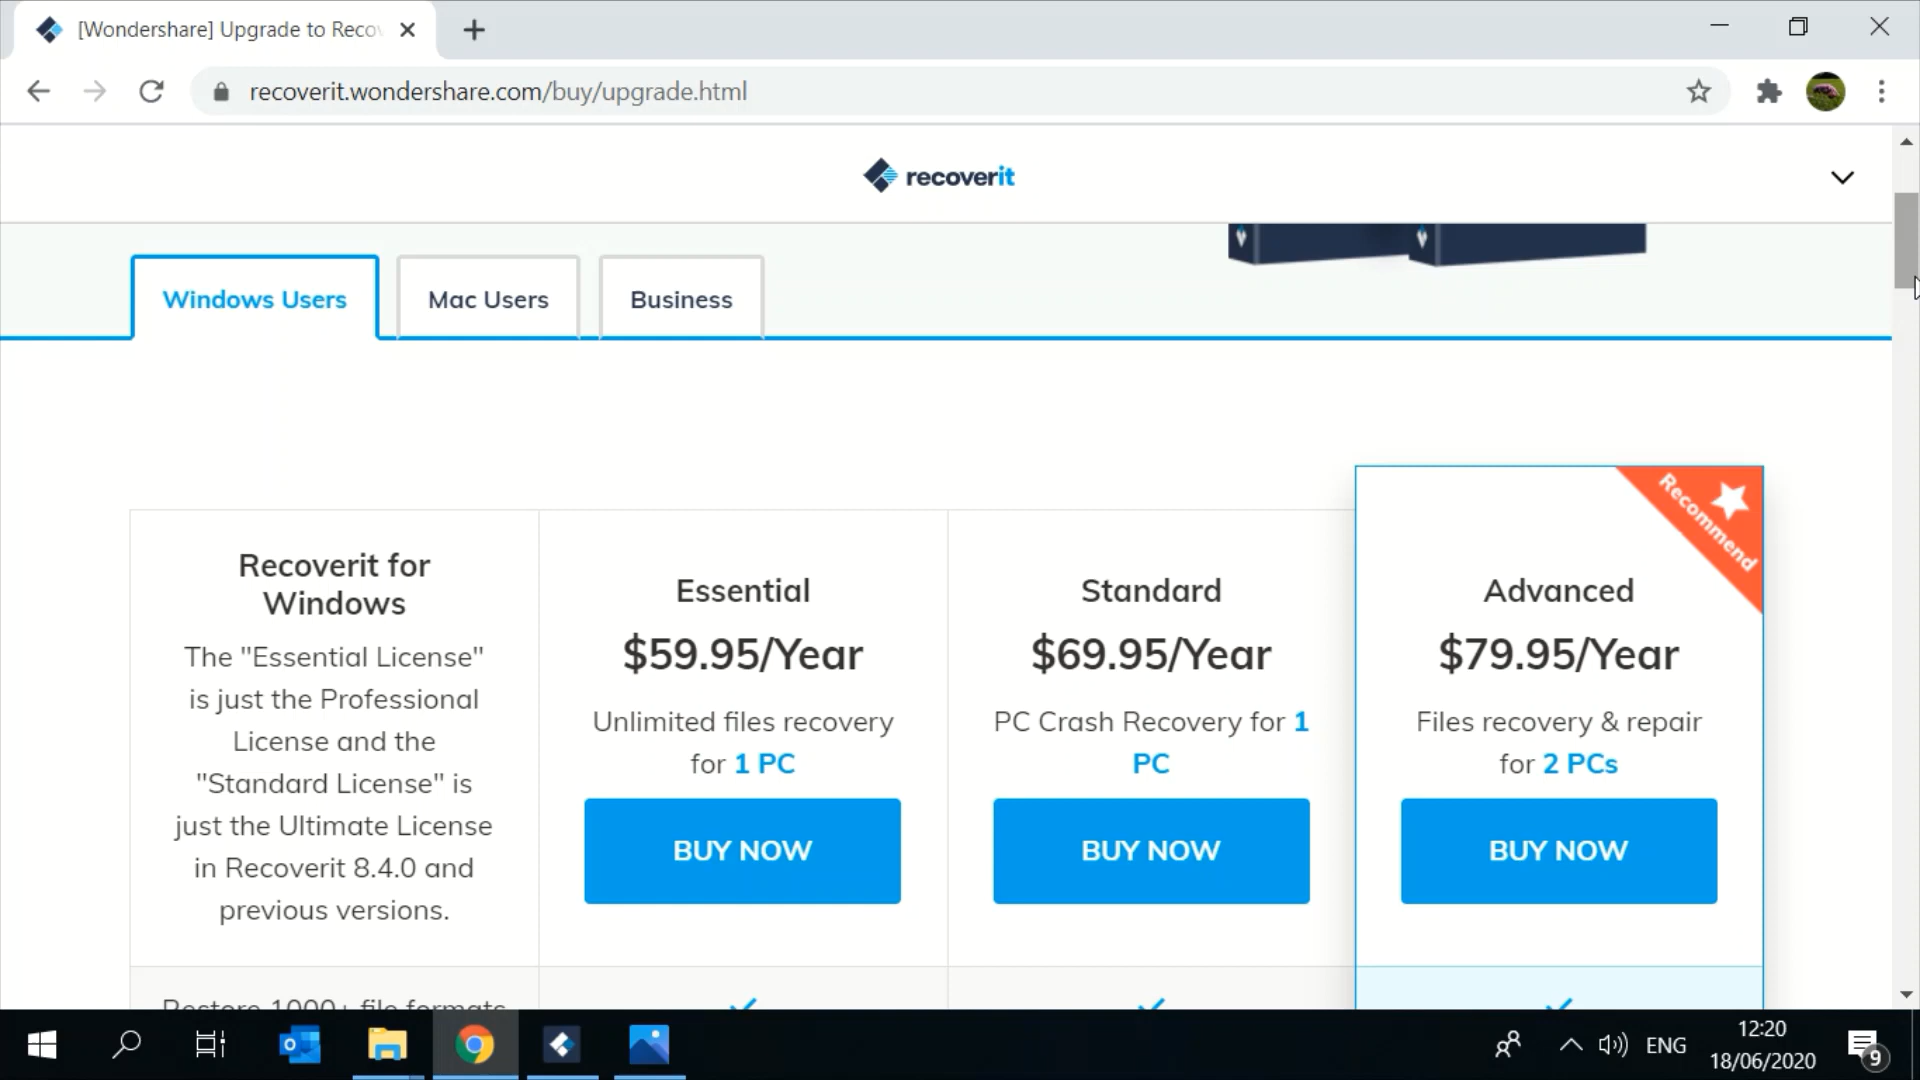 [Wondershare] Upgrade to Reco
recoverit.wondershare.com/buy/upgrade.html
recoverit
Windows Users
Mac Users
Business
Recommend
Recoverit for
Windows
The "Essential License"
is just the Professional
License and the
"Standard License" is
just the Ultimate License
in Recoverit 8.4.0 and
previous versions.
Essential
$59.95/Year
Unlimited files recovery
for 1 PC
BUY NOW
Standard
$69.95/Year
PC Crash Recovery for 1
PC
BUY NOW
Advanced
$79.95/Year
Files recovery & repair
for 2 PCs
BUY NOW
Restore 1000+ file formats
ENG
12:20
18/06/2020
9